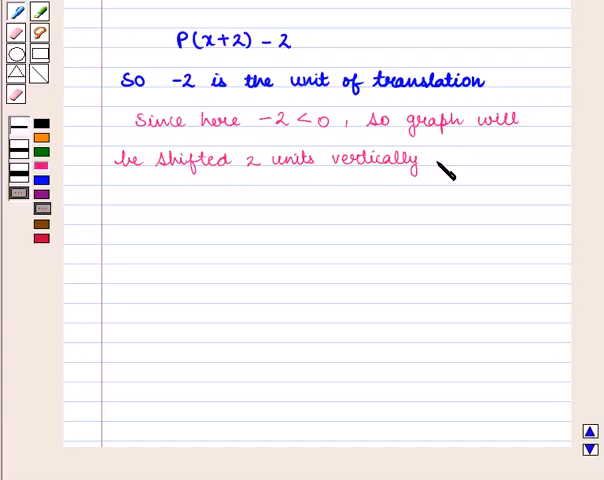 P(x+2) - 2
So -2 is the unit of translation
Since here -2 < 0, so graph will
be shifted 2 units vertically